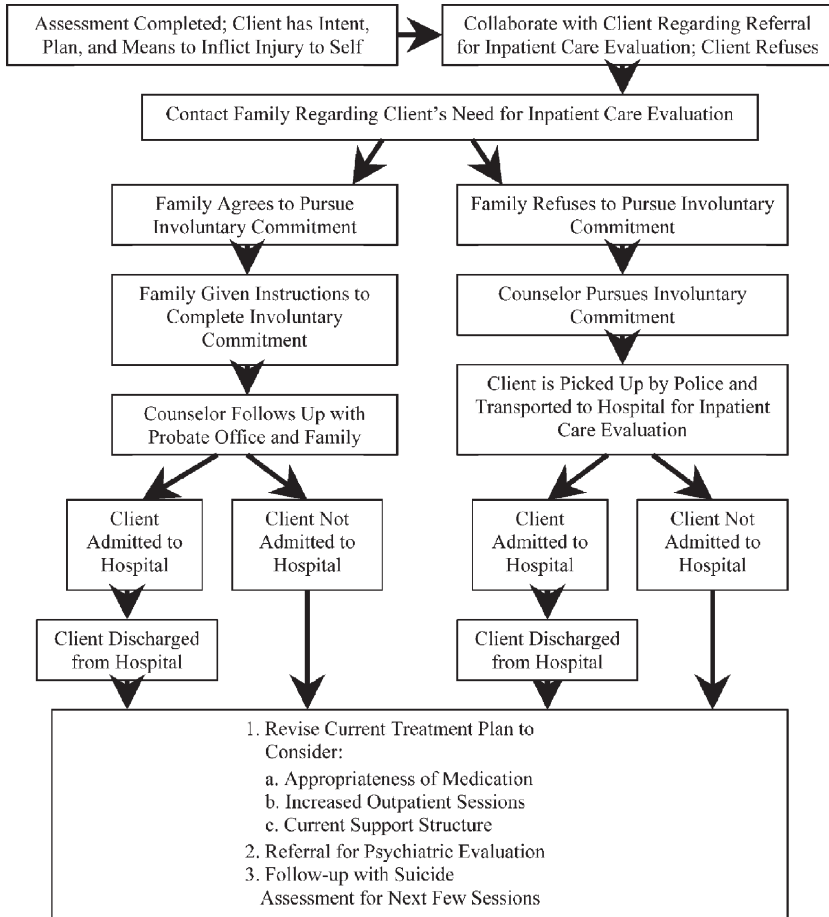 Assessment Completed; Client has Intent,
Plan, and Means to Inflict Injury to Self
Collaborate with Client Regarding Referral
for Inpatient Care Evaluation; Client Refuses
Contact Family Regarding Client's Need for Inpatient Care Evaluation
Family Agrees to Pursue
Involuntary Commitment
Family Refuses to Pursue Involuntary
Commitment
Family Given Instructions to
Complete Involuntary
Commitment
Counselor Pursues Involuntary
Commitment
Counselor Follows Up with
Probate Office and Family
Client is Picked Up by Police and
Transported to Hospital for Inpatient
Care Evaluation
Client
Admitted to
Hospital
Client Not
Admitted to
Hospital
Client
Admitted to
Hospital
Client Not
Admitted to
Hospital
Client Discharged
from Hospital
Client Discharged
from Hospital
1. Revise Current Treatment Plan to
Consider:
a. Appropriateness of Medication
b. Increased Outpatient Sessions
c. Current Support Structure
2. Referral for Psychiatric Evaluation
3. Follow-up with Suicide
Assessment for Next Few Sessions